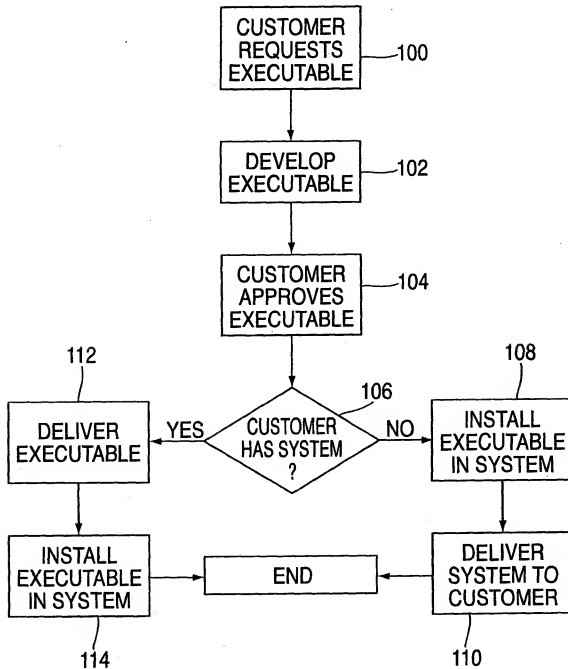 CUSTOMER
REQUESTS
EXECUTABLE
100
DEVELOP
EXECUTABLE
102
CUSTOMER
APPROVES
EXECUTABLE
104
112
DELIVER
EXECUTABLE
YES
CUSTOMER
HAS SYSTEM
?
106
NO
108
INSTALL
EXECUTABLE
IN SYSTEM
INSTALL
EXECUTABLE
IN SYSTEM
114
END
DELIVER
SYSTEM TO
CUSTOMER
110